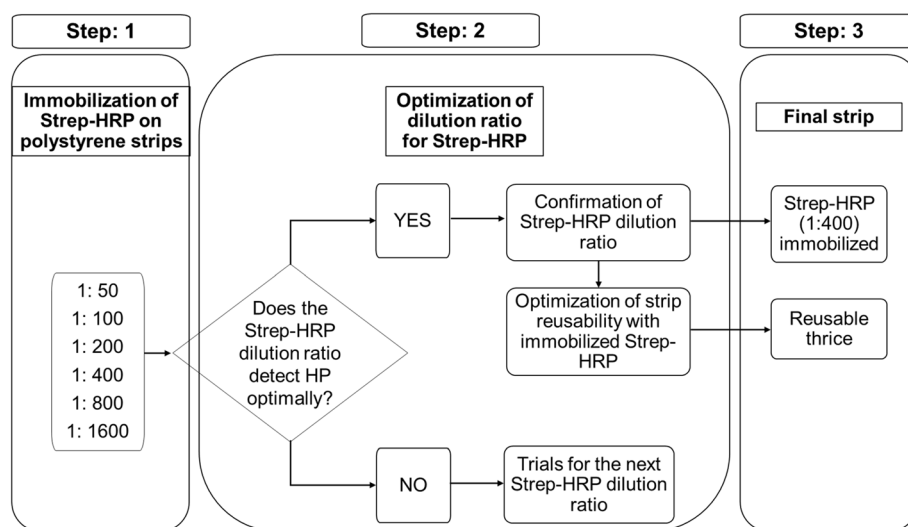 Step: 1
Immobilization of
Strep-HRP on
polystyrene strips
1: 50
1: 100
1: 200
1: 400
1: 800
1: 1600
Step: 2
Optimization of
dilution ratio
for Strep-HRP
Does the
Strep-HRP
dilution ratio
detect HP
optimally?
YES
Confirmation of
Strep-HRP dilution
ratio
Optimization of strip
reusability with
immobilized Strep-
HRP
NO
Trials for the next
Strep-HRP dilution
ratio
Step: 3
Final strip
Strep-HRP
(1:400)
immobilized
Reusable
thrice